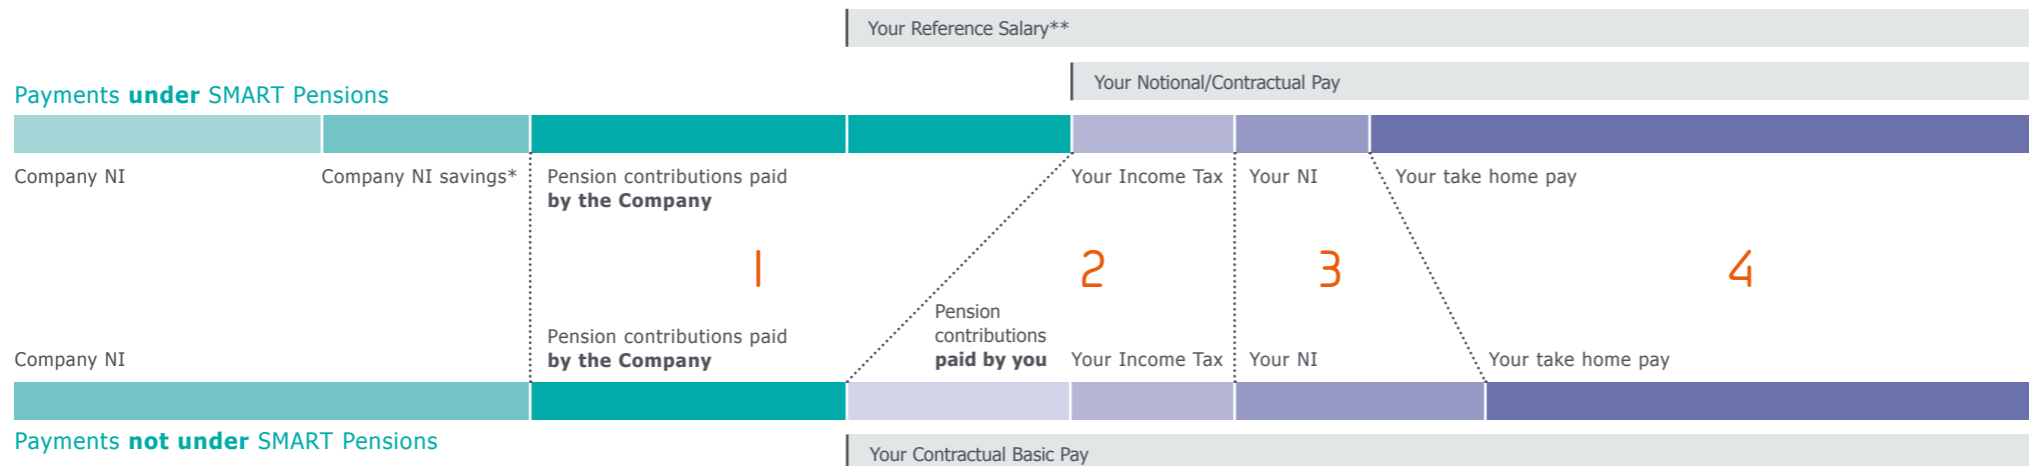 Your Reference Salary**
Your Notional/Contractual Pay
Payments under SMART Pensions
Company NI
Company NI savings*
Pension contributions paid
by the Company
Your Income Tax
Your NI
Your take home pay
1
2
3
4
Company NI
Pension contributions paid
by the Company
Pension
contributions
paid by you
Your Income Tax
Your NI
Your take home pay
Payments not under SMART Pensions
Your Contractual Basic Pay